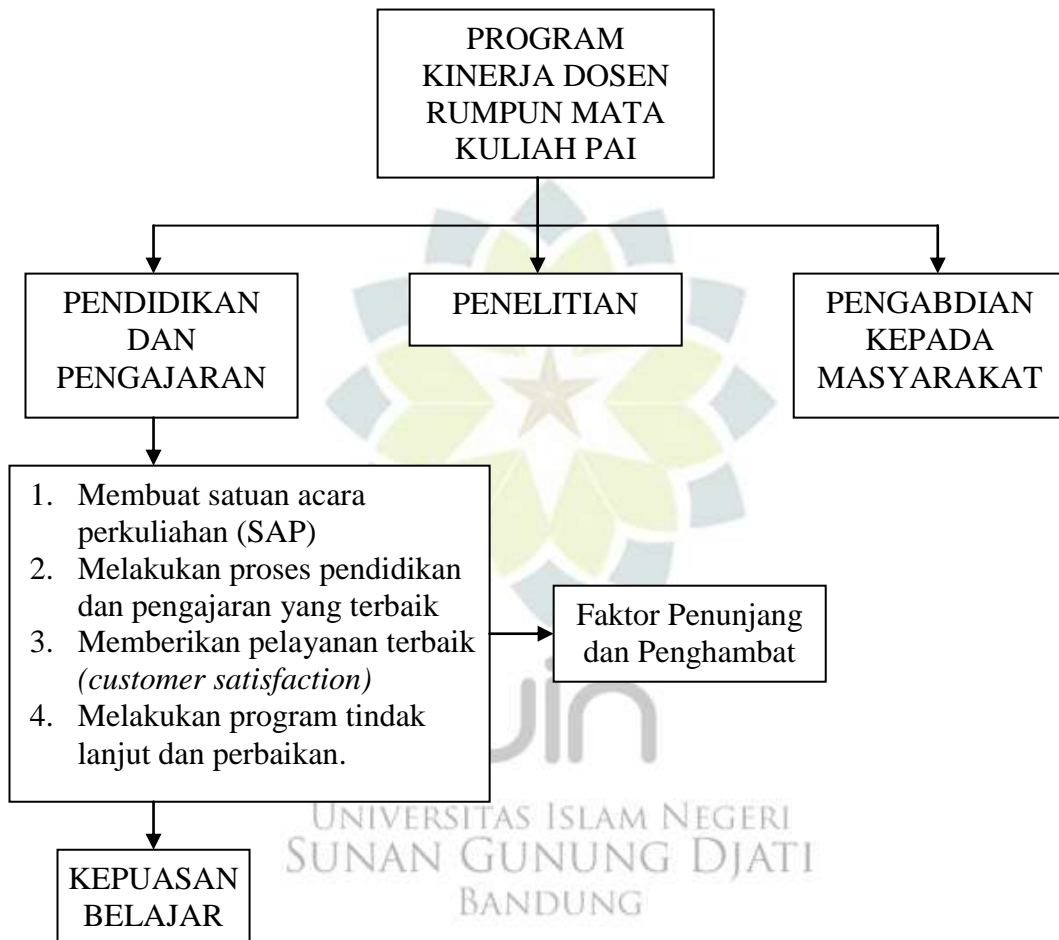 PROGRAM
KINERJA DOSEN
RUMPUN MATA
KULIAH PAI
PENDIDIKAN
DAN
PENGAJARAN
PENELITIAN
PENGABDIAN
KEPADA
MASYARAKAT
1. Membuat satuan acara
perkuliahan (SAP)
2. Melakukan proses pendidikan
dan pengajaran yang terbaik
3. Memberikan pelayanan terbaik
(customer satisfaction)
4. Melakukan program tindak
lanjut dan perbaikan.
Faktor Penunjang
dan Penghambat
uin
UNIVERSITAS ISLAM NEGERI
SUNAN GUNUNG DJATI
BANDUNG
KEPUASAN
BELAJAR